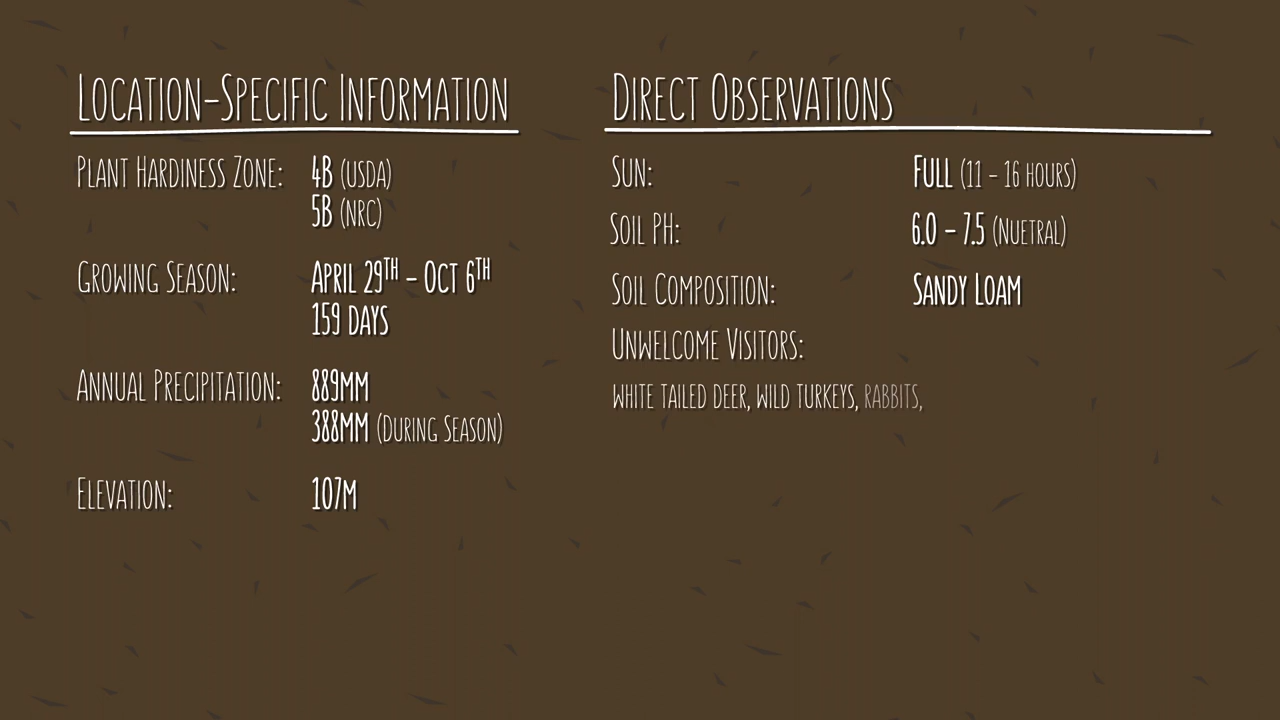 Location-Specific Information
Plant Hardiness Zone: 4B (USDA)
5B (NRC)
Growing Season: April 29th - Oct 6th
159 days
Annual Precipitation: 889mm
388mm (During Season)
Elevation: 107m
Direct Observations
Sun: Full (11 - 16 hours)
Soil pH: 6.0 - 7.5 (Nuetral)
Soil Composition: Sandy Loam
Unwelcome Visitors:
white tailed deer, wild turkeys, rabbits,